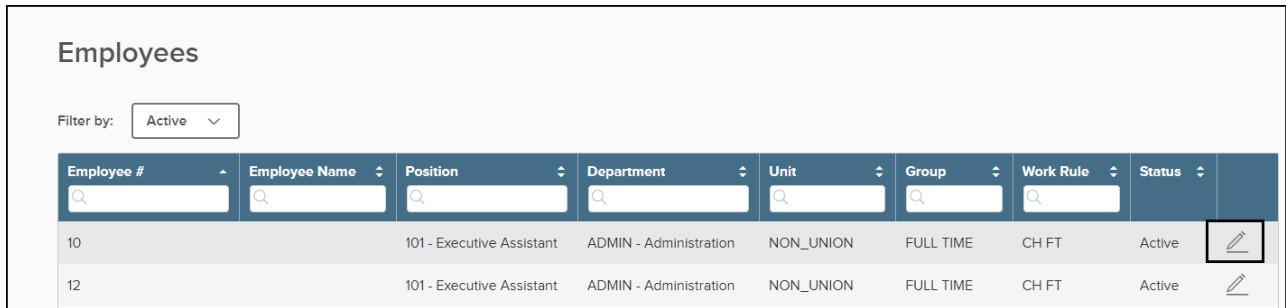 Employees
Filter by: Active
Employee # Employee Name Position Department Unit Group Work Rule Status
10 101 - Executive Assistant ADMIN - Administration NON_UNION FULL TIME CH FT Active
12 101 - Executive Assistant ADMIN - Administration NON_UNION FULL TIME CH FT Active